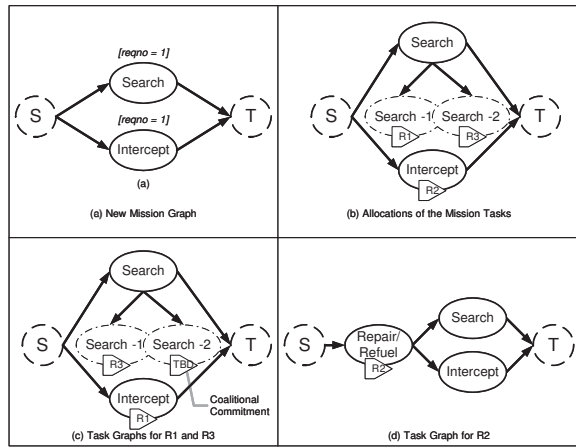 [reqno = 1]
Search
S
T
[reqno = 1]
Intercept
(a)
(a) New Mission Graph
Search
S
Search -1
Search -2
T
R1
R3
Intercept
R2
(b) Allocations of the Mission Tasks
Search
S
Search -1
Search -2
T
R3
TBD
Intercept
R1
Coalitional
Commitment
(c) Task Graphs for R1 and R3
Search
S
Repair/
Refuel
R2
T
Intercept
(d) Task Graph for R2